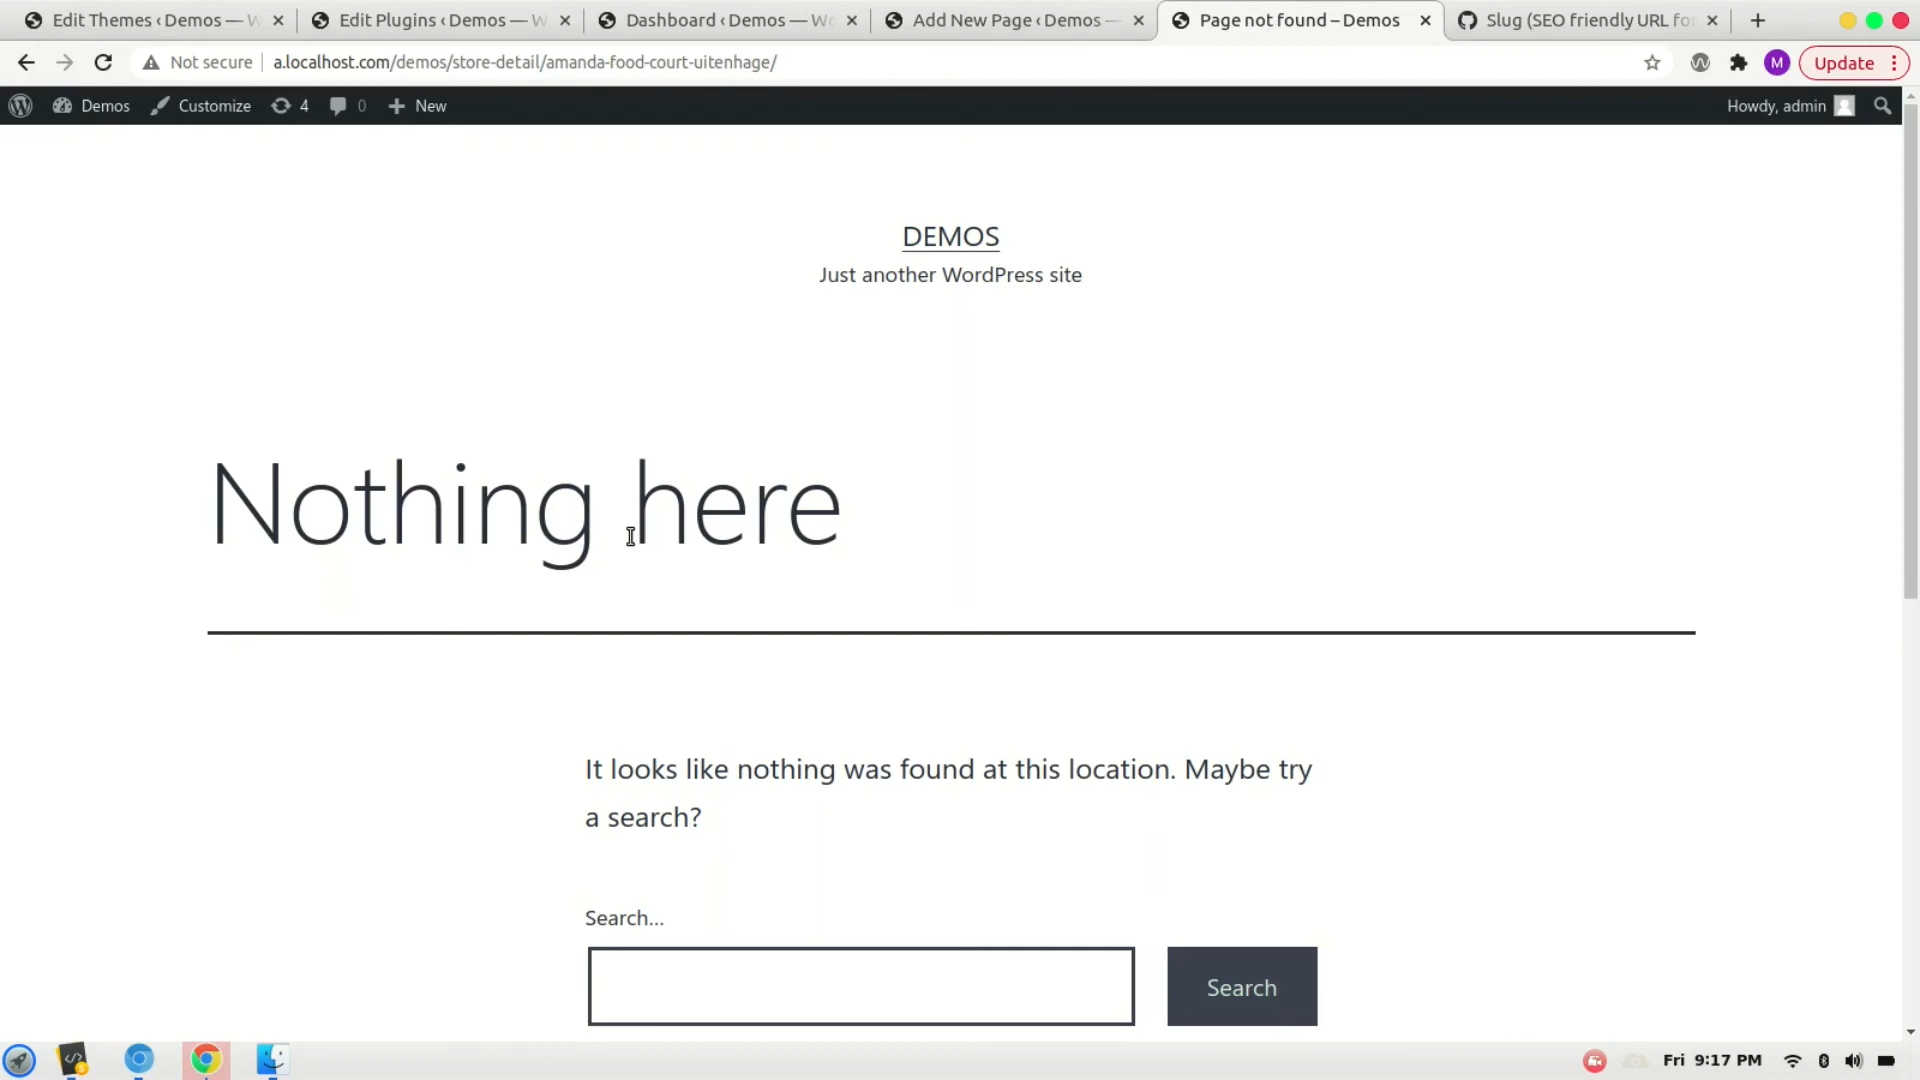 Edit Themes ‹ Demos — W
Edit Plugins ‹ Demos — W
Dashboard ‹ Demos — Wo
Add New Page ‹ Demos —
Page not found – Demos
Slug (SEO friendly URL fo
Not secure
a.localhost.com/demos/store-detail/amanda-food-court-uitenhage/
M
Update
Demos
Customize
4
0
New
Howdy, admin
DEMOS
Just another WordPress site
Nothing here
It looks like nothing was found at this location. Maybe try
a search?
Search...
Search
Fri 9:17 PM